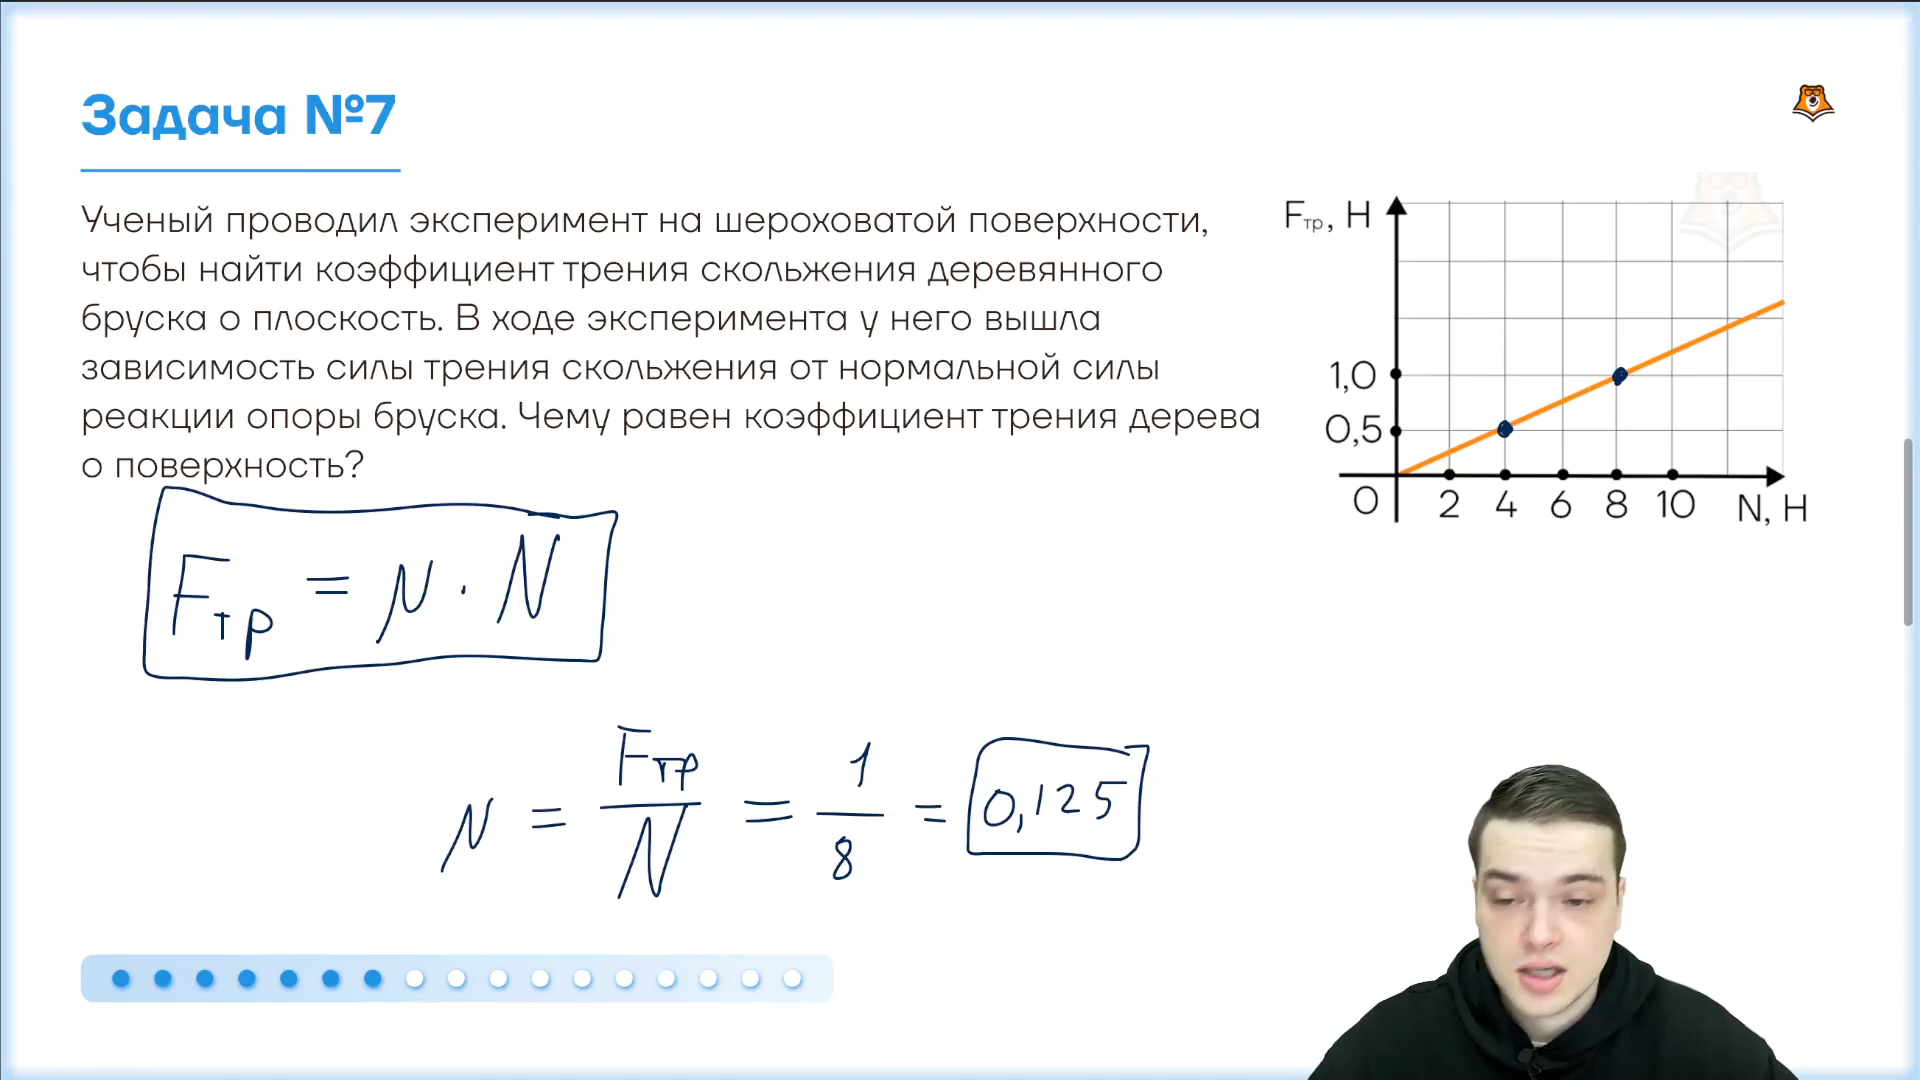 Задача №7
Ученый проводил эксперимент на шероховатой поверхности,
чтобы найти коэффициент трения скольжения деревянного
бруска о плоскость. В ходе эксперимента у него вышла
зависимость силы трения скольжения от нормальной силы
реакции опоры бруска. Чему равен коэффициент трения дерева
о поверхность?
Fтр, Н
1,0
0,5
0 2 4 6 8 10 N, Н
Fтр = μ · N
μ = Fтр / N = 1 / 8 = 0,125